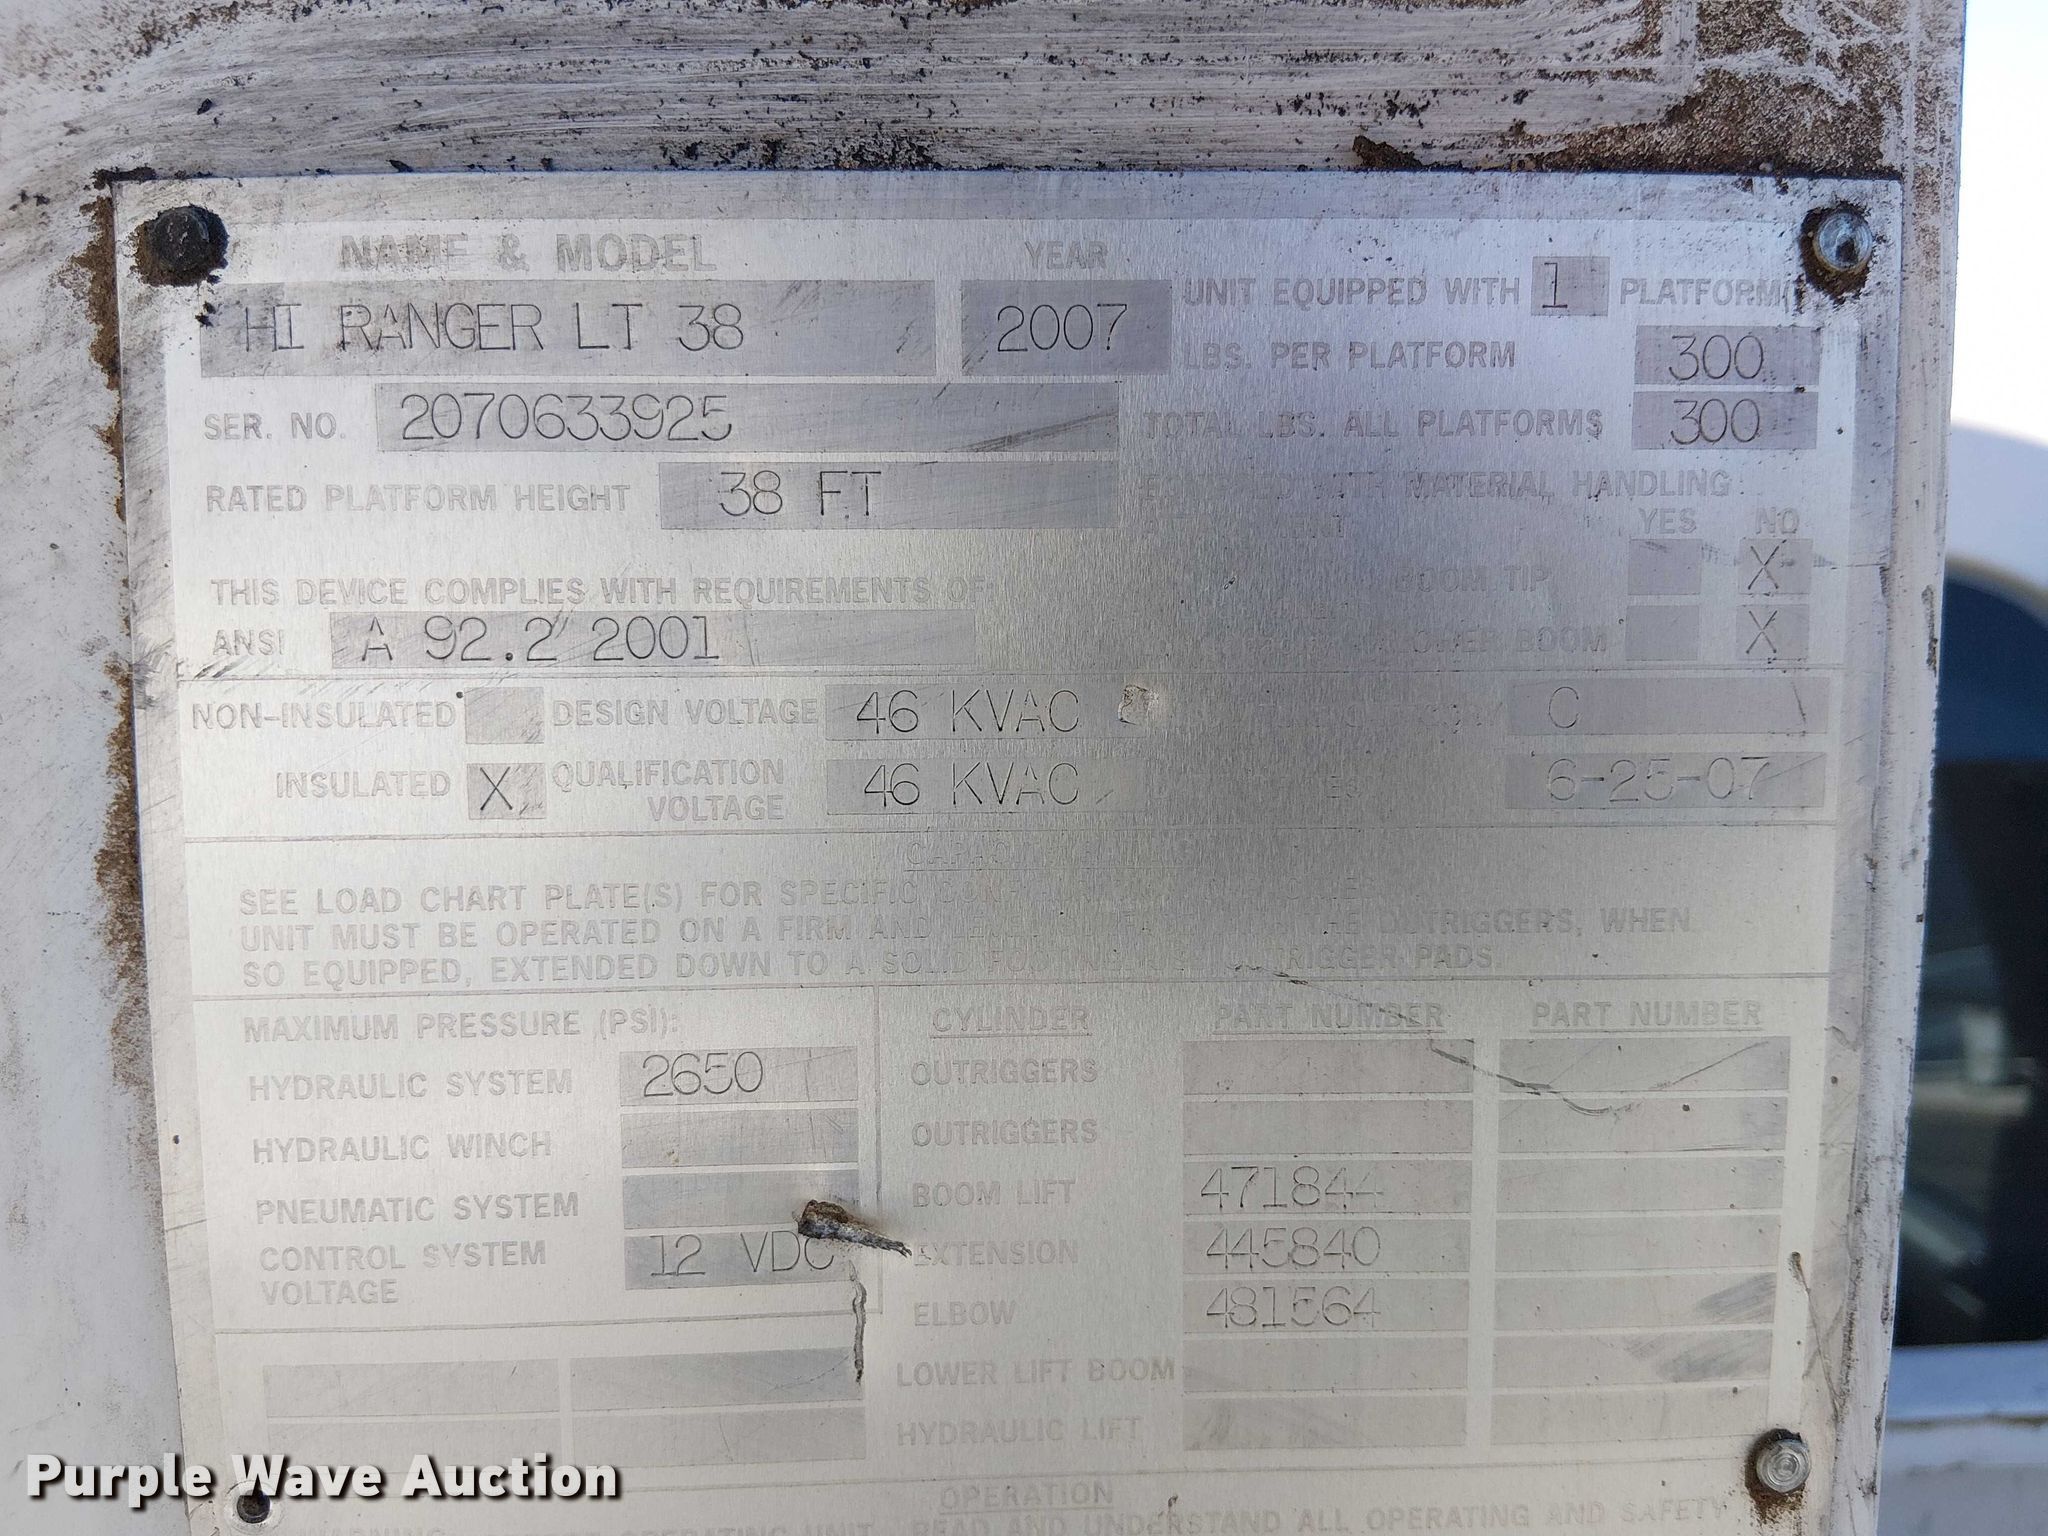 NAME & MODEL YEAR
HI RANGER LT 38 2007
UNIT EQUIPPED WITH 1 PLATFORM
LBS. PER PLATFORM 300
SER. NO. 2070633925
TOTAL LBS. ALL PLATFORMS 300
RATED PLATFORM HEIGHT 38 FT
EQUIPPED WITH MATERIAL HANDLING
YES NO
THIS DEVICE COMPLIES WITH REQUIREMENTS OF:
BOOM TIP X
ANSI A 92.2 2001
LOWER BOOM X
NON-INSULATED DESIGN VOLTAGE 46 KVAC
C
INSULATED X QUALIFICATION VOLTAGE 46 KVAC
6-25-07
SEE LOAD CHART PLATE(S) FOR SPECIFIC
UNIT MUST BE OPERATED ON A FIRM AND THE OUTRIGGERS, WHEN
SO EQUIPPED, EXTENDED DOWN TO A SOLID OUTRIGGER PADS.
MAXIMUM PRESSURE (PSI):
HYDRAULIC SYSTEM 2650
HYDRAULIC WINCH
PNEUMATIC SYSTEM
CONTROL SYSTEM VOLTAGE 12 VDC
CYLINDER PART NUMBER PART NUMBER
OUTRIGGERS
OUTRIGGERS
BOOM LIFT 471844
EXTENSION 445840
ELBOW 481564
LOWER LIFT BOOM
HYDRAULIC LIFT
OPERATION
READ AND UNDERSTAND ALL OPERATING AND SAFETY
Purple Wave Auction